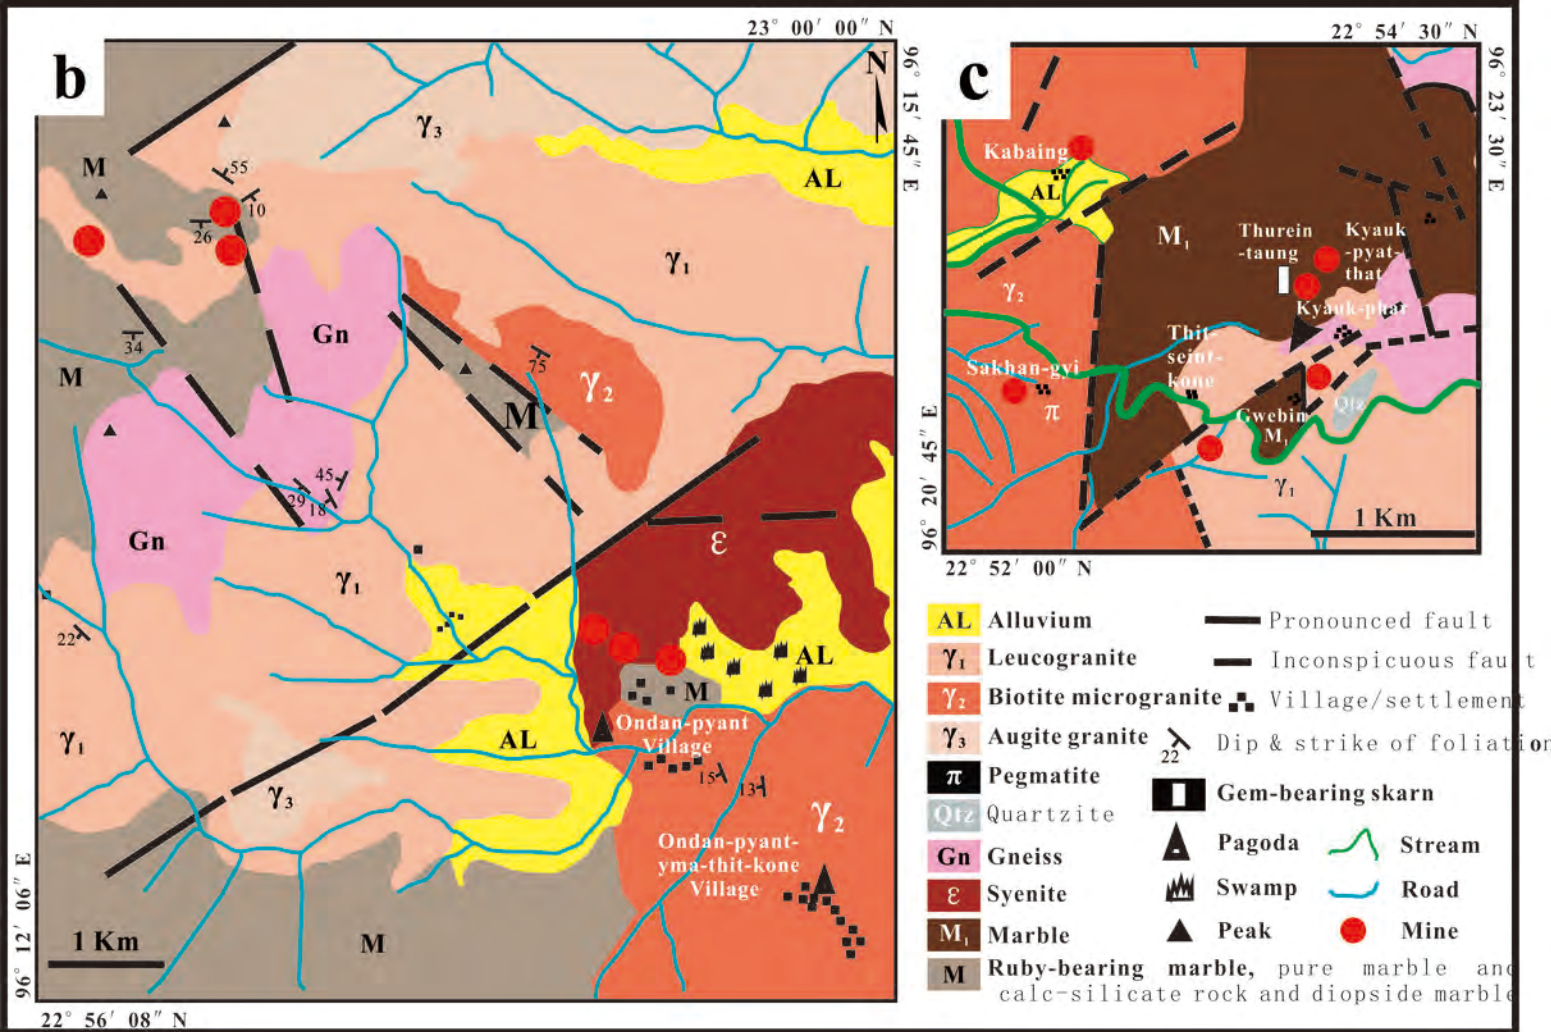 23° 00′ 00″ N
22° 54′ 30″ N
b
N
96° 15′ 45″ E
c
96° 23′ 30″ E
γ3
M
55
AL
10
26
γ1
Gn
34
M
75
γ2
M
45
29
18
Gn
ε
γ1
22
AL
M
Ondan-pyant
Village
γ1
AL
15
13
γ3
γ2
Ondan-pyant-
yma-thit-kone
Village
1 Km
M
96° 12′ 06″ E
22° 56′ 08″ N
Kabaing
AL
M1
Thurein
-taung
Kyauk
-pyat-
that
γ2
Kyauk-phar
Thit-
seint-
kone
Sakhan-gyi
π
Qtz
Gwebin
M1
γ1
1 Km
96° 20′ 45″ E
22° 52′ 00″ N
AL Alluvium
γ1 Leucogranite
γ2 Biotite microgranite
γ3 Augite granite
π Pegmatite
Qtz Quartzite
Gn Gneiss
ε Syenite
M1 Marble
M Ruby-bearing marble, pure marble and
calc-silicate rock and diopside marble
Pronounced fault
Inconspicuous fault
Village/settlement
22 Dip & strike of foliation
Gem-bearing skarn
Pagoda
Stream
Swamp
Road
Peak
Mine